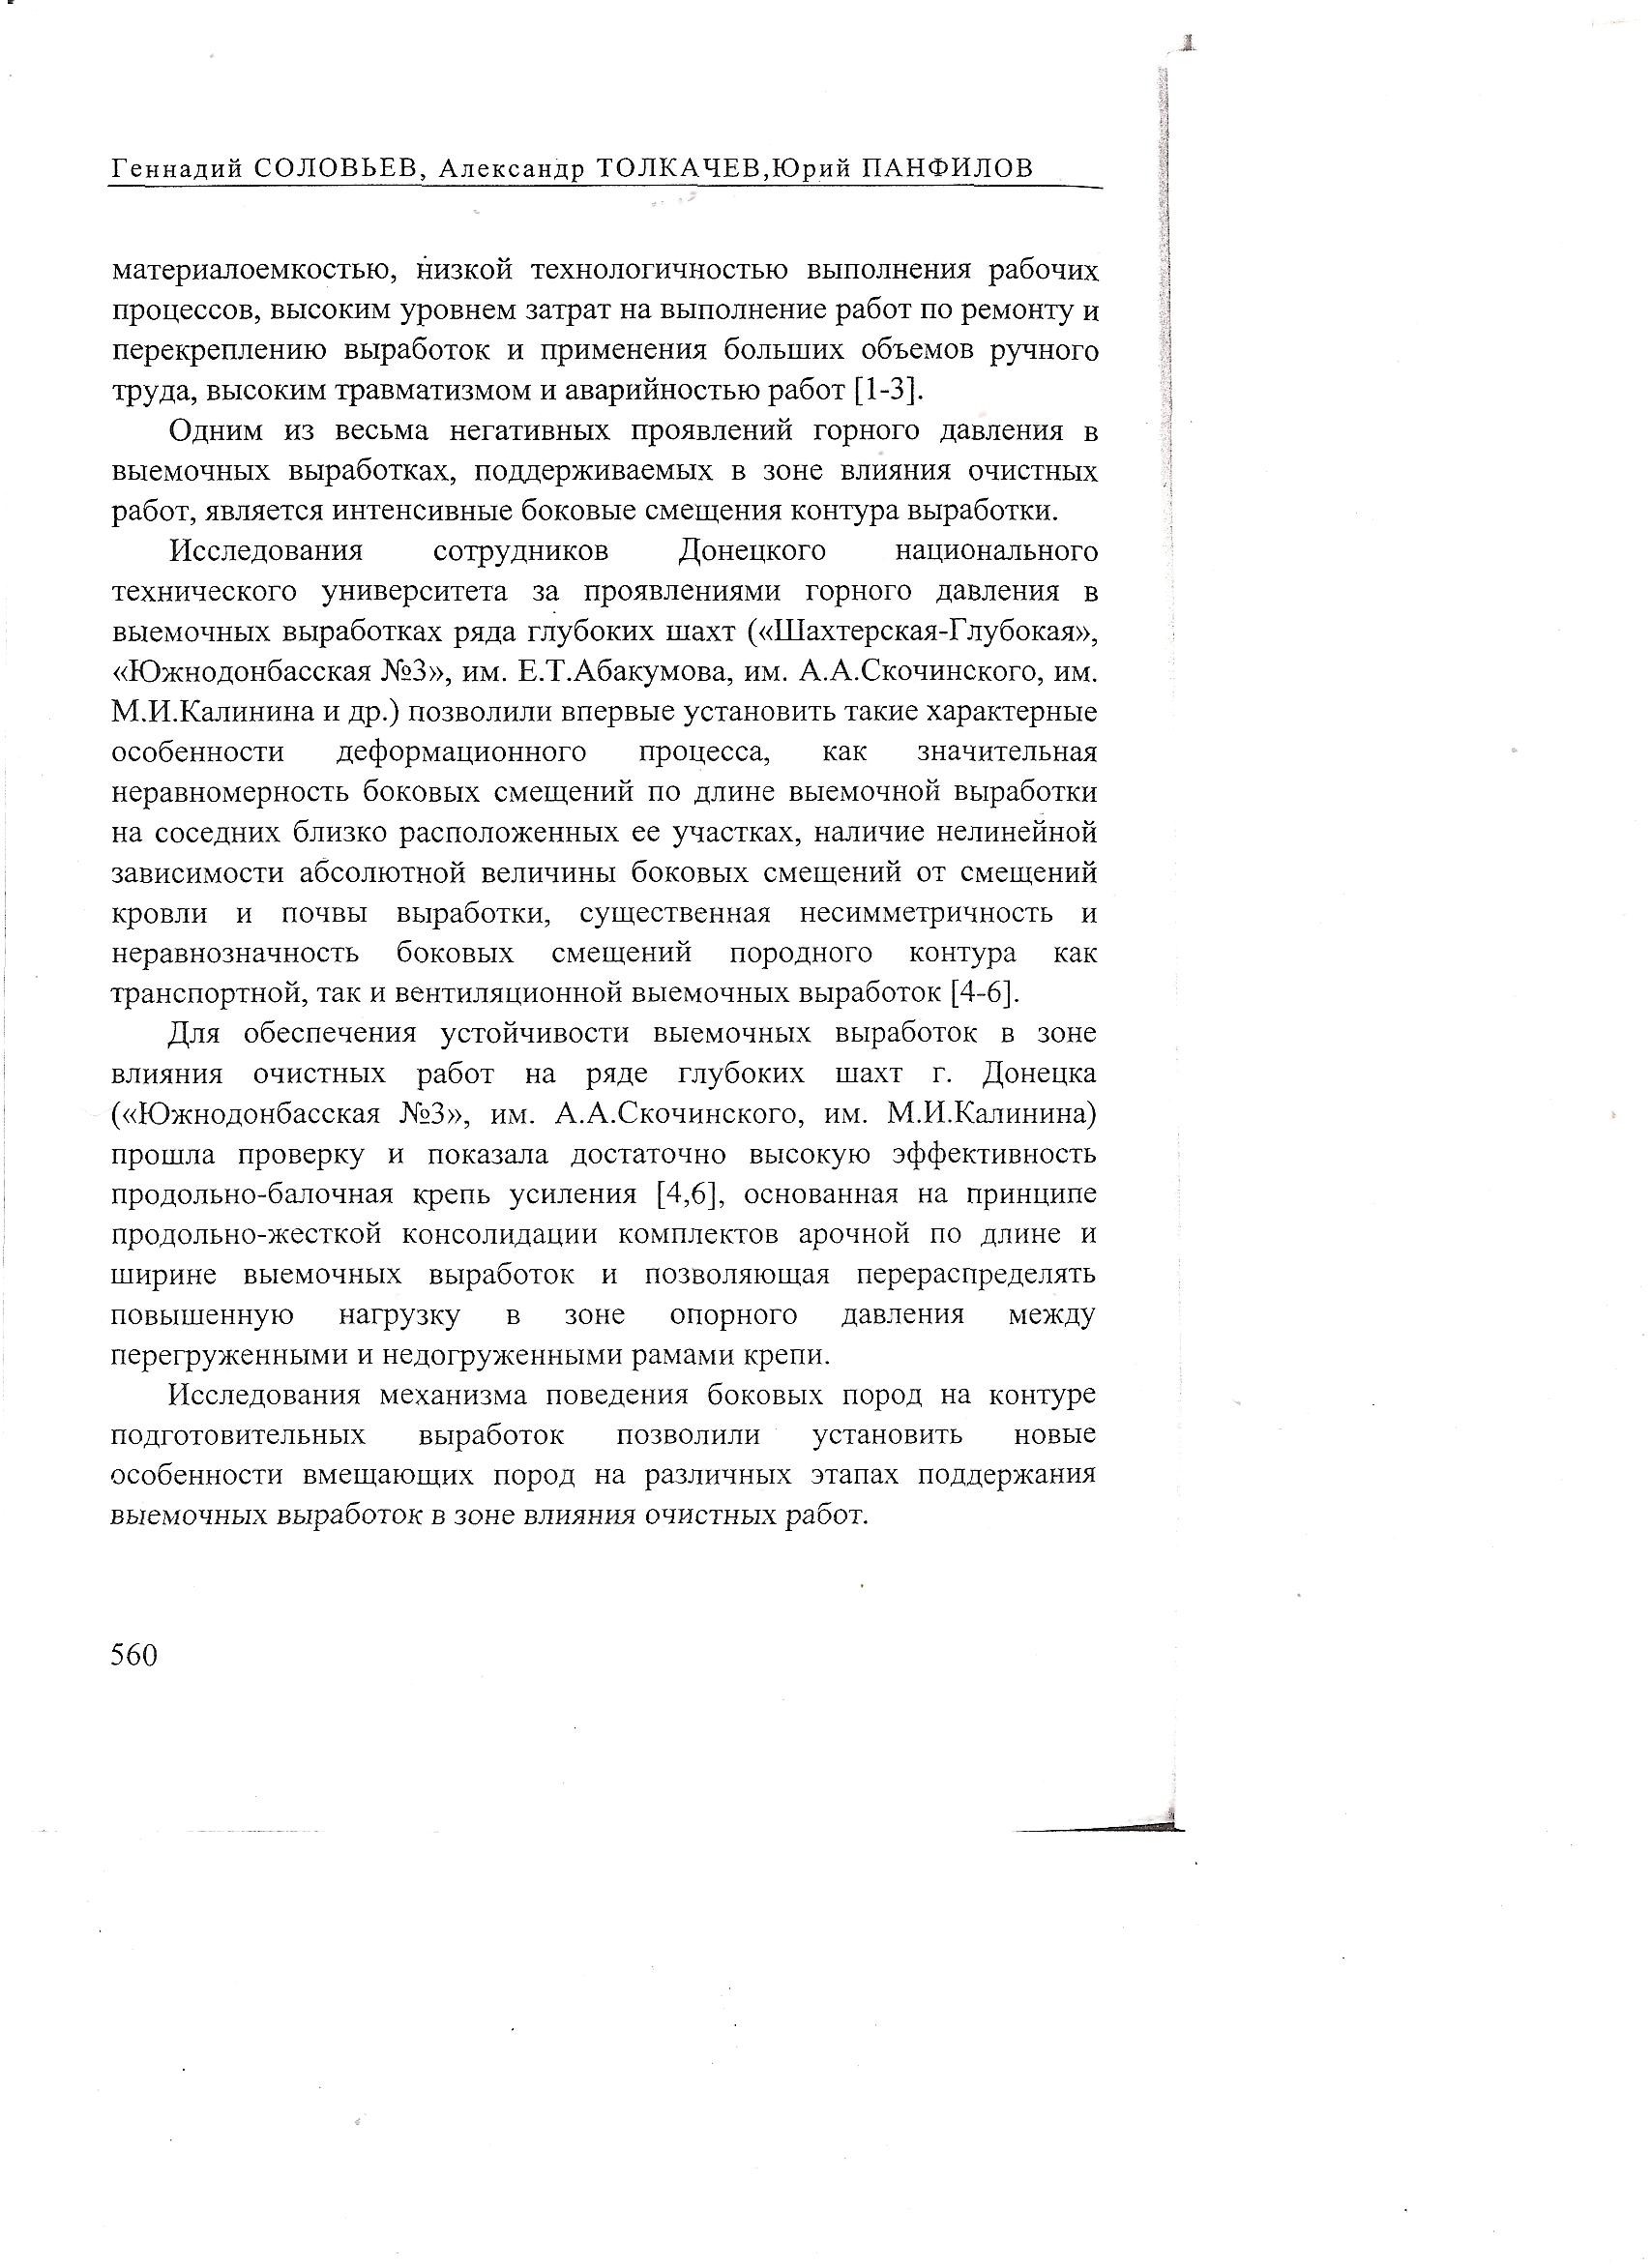 Геннадий СОЛОВЬЕВ, Александр ТОЛКАЧЕВ,Юрий ПАНФИЛОВ
материалоемкостью, низкой технологичностью выполнения рабочих
процессов, высоким уровнем затрат на выполнение работ по ремонту и
перекреплению выработок и применения больших объемов ручного
труда, высоким травматизмом и аварийностью работ [1-3].
Одним из весьма негативных проявлений горного давления в
выемочных выработках, поддерживаемых в зоне влияния очистных
работ, является интенсивные боковые смещения контура выработки.
Исследования сотрудников Донецкого национального
технического университета за проявлениями горного давления в
выемочных выработках ряда глубоких шахт («Шахтерская-Глубокая»,
«Южнодонбасская №3», им. Е.Т.Абакумова, им. А.А.Скочинского, им.
М.И.Калинина и др.) позволили впервые установить такие характерные
особенности деформационного процесса, как значительная
неравномерность боковых смещений по длине выемочной выработки
на соседних близко расположенных ее участках, наличие нелинейной
зависимости абсолютной величины боковых смещений от смещений
кровли и почвы выработки, существенная несимметричность и
неравнозначность боковых смещений породного контура как
транспортной, так и вентиляционной выемочных выработок [4-6].
Для обеспечения устойчивости выемочных выработок в зоне
влияния очистных работ на ряде глубоких шахт г. Донецка
(«Южнодонбасская №3», им. А.А.Скочинского, им. М.И.Калинина)
прошла проверку и показала достаточно высокую эффективность
продольно-балочная крепь усиления [4,6], основанная на принципе
продольно-жесткой консолидации комплектов арочной по длине и
ширине выемочных выработок и позволяющая перераспределять
повышенную нагрузку в зоне опорного давления между
перегруженными и недогруженными рамами крепи.
Исследования механизма поведения боковых пород на контуре
подготовительных выработок позволили установить новые
особенности вмещающих пород на различных этапах поддержания
выемочных выработок в зоне влияния очистных работ.
560